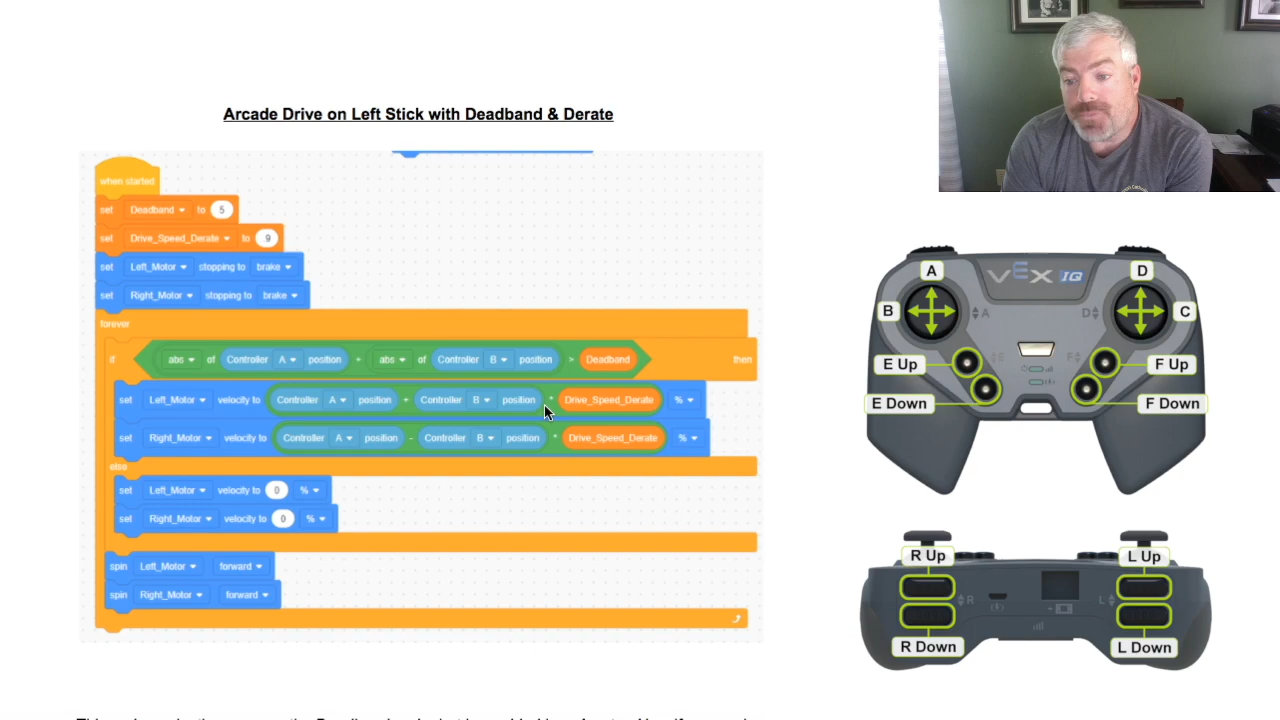 Arcade Drive on Left Stick with Deadband & Derate
when started
set Deadband to 5
set Drive_Speed_Derate to .9
set Left_Motor stopping to brake
set Right_Motor stopping to brake
forever
if abs of Controller A position + abs of Controller B position > Deadband then
set Left_Motor velocity to Controller A position + Controller B position * Drive_Speed_Derate %
set Right_Motor velocity to Controller A position - Controller B position * Drive_Speed_Derate %
else
set Left_Motor velocity to 0 %
set Right_Motor velocity to 0 %
spin Left_Motor forward
spin Right_Motor forward
VEX IQ
A
D
B
A
D
C
E Up
E
F
F Up
E Down
F Down
R Up
L Up
R
L
R Down
L Down